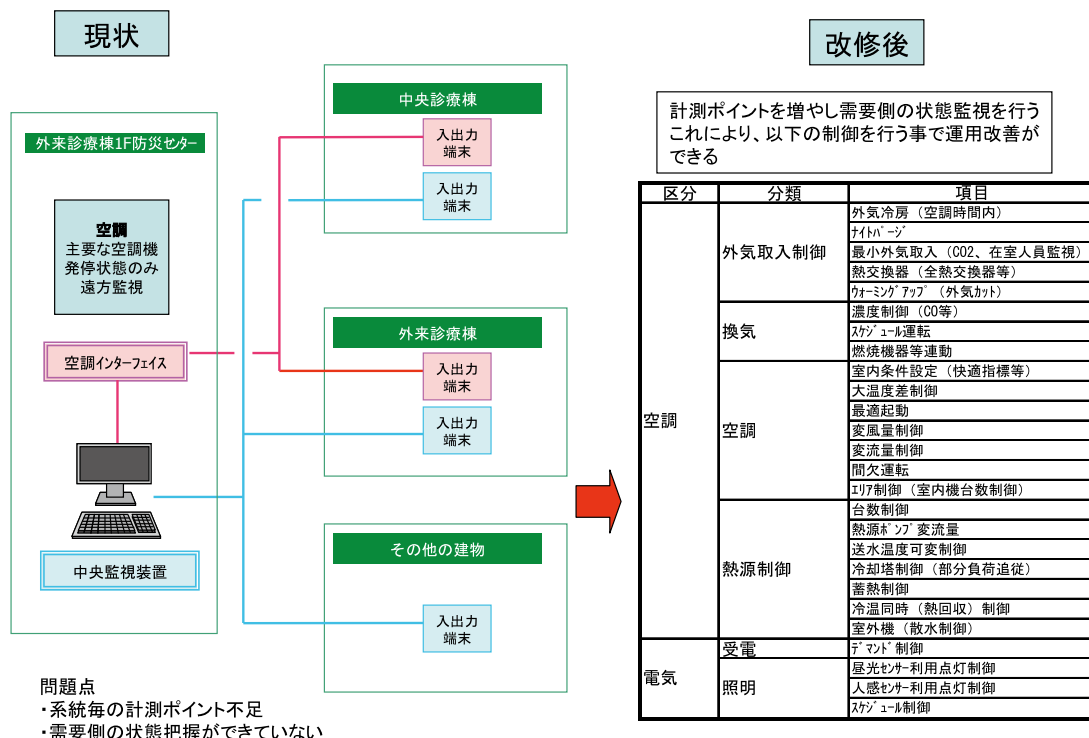 現状
外来診療棟1F防災センター
空調
主要な空調機
発停状態のみ
遠方監視
空調インターフェイス
中央監視装置
中央診療棟
入出力
端末
入出力
端末
外来診療棟
入出力
端末
入出力
端末
その他の建物
入出力
端末
問題点
・系統毎の計測ポイント不足
・需要側の状態把握ができていない
改修後
計測ポイントを増やし需要側の状態監視を行う
これにより、以下の制御を行う事で運用改善が
できる
区分 分類 項目
空調
外気取入制御
外気冷房（空調時間内）
ﾅｲﾄﾊﾟｰｼﾞ
最小外気取入（CO2、在室人員監視）
熱交換器（全熱交換器等）
ｳｫｰﾐﾝｸﾞｱｯﾌﾟ（外気ｶｯﾄ）
換気
濃度制御（CO等）
ｽｹｼﾞｭｰﾙ運転
燃焼機器等連動
空調
室内条件設定（快適指標等）
大温度差制御
最適起動
変風量制御
変流量制御
間欠運転
ｴﾘｱ制御（室内機台数制御）
熱源制御
台数制御
熱源ﾎﾟﾝﾌﾟ変流量
送水温度可変制御
冷却塔制御（部分負荷追従）
蓄熱制御
冷温同時（熱回収）制御
室外機（散水制御）
電気
受電
ﾃﾞﾏﾝﾄﾞ制御
照明
昼光ｾﾝｻｰ利用点灯制御
人感ｾﾝｻｰ利用点灯制御
ｽｹｼﾞｭｰﾙ制御